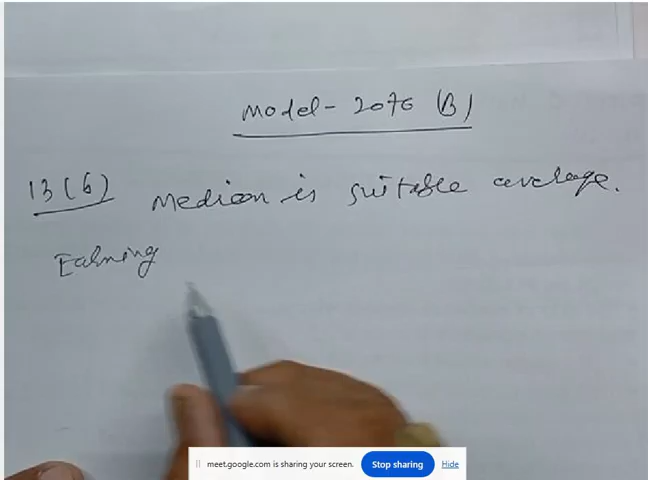 Model - 2076 (B)
13 (b) Median is suitable average.
Earning
meet.google.com is sharing your screen. Stop sharing Hide